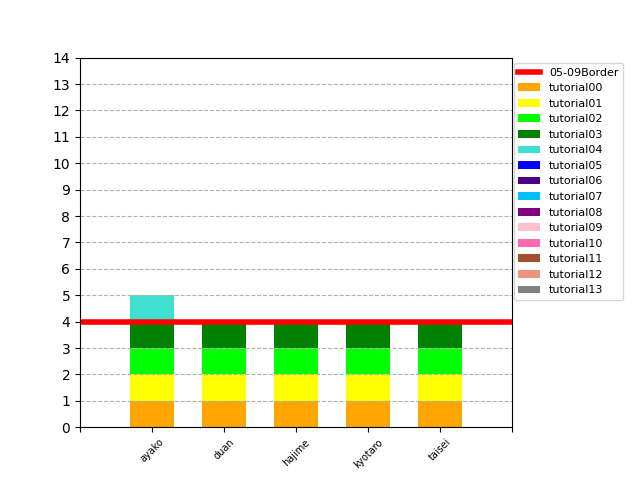 14
13
12
11
10
9
8
7
6
5
4
3
2
1
0
ayako
duan
hajime
kyotaro
taisei
05-09Border
tutorial00
tutorial01
tutorial02
tutorial03
tutorial04
tutorial05
tutorial06
tutorial07
tutorial08
tutorial09
tutorial10
tutorial11
tutorial12
tutorial13